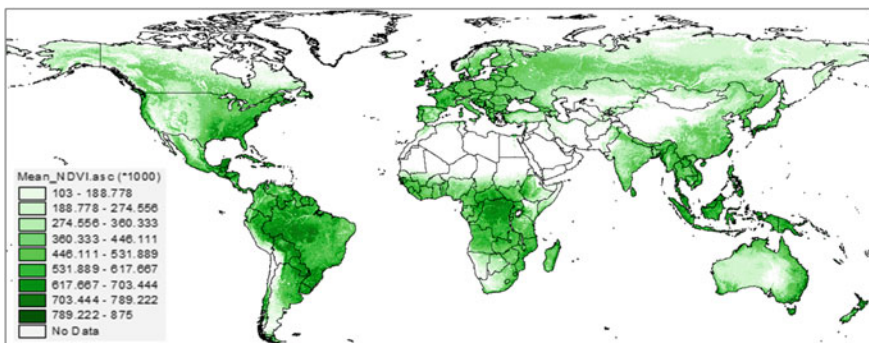 Mean_NDVI.asc (*1000)
103 - 188.778
188.778 - 274.556
274.556 - 360.333
360.333 - 446.111
446.111 - 531.889
531.889 - 617.667
617.667 - 703.444
703.444 - 789.222
789.222 - 875
No Data